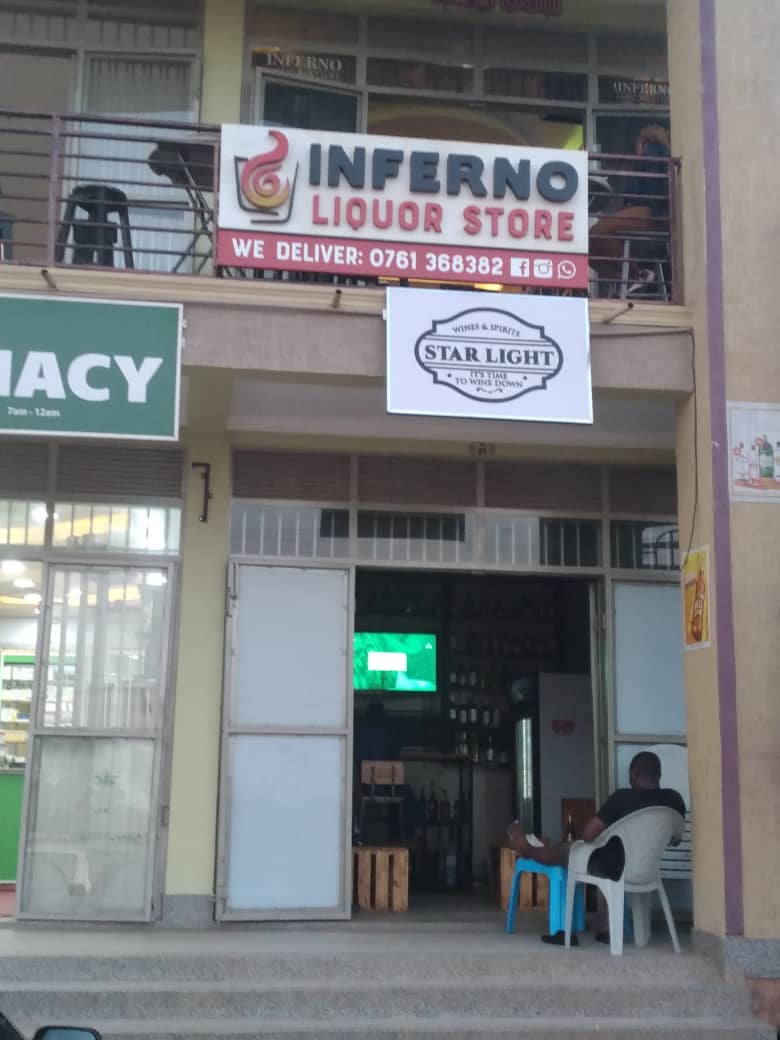 INFERNO
INFERNO
LIQUOR STORE
WE DELIVER: 0761 368382
WINES & SPIRITS
STAR LIGHT
IT'S TIME
TO WINE DOWN
MACY
7am - 12am